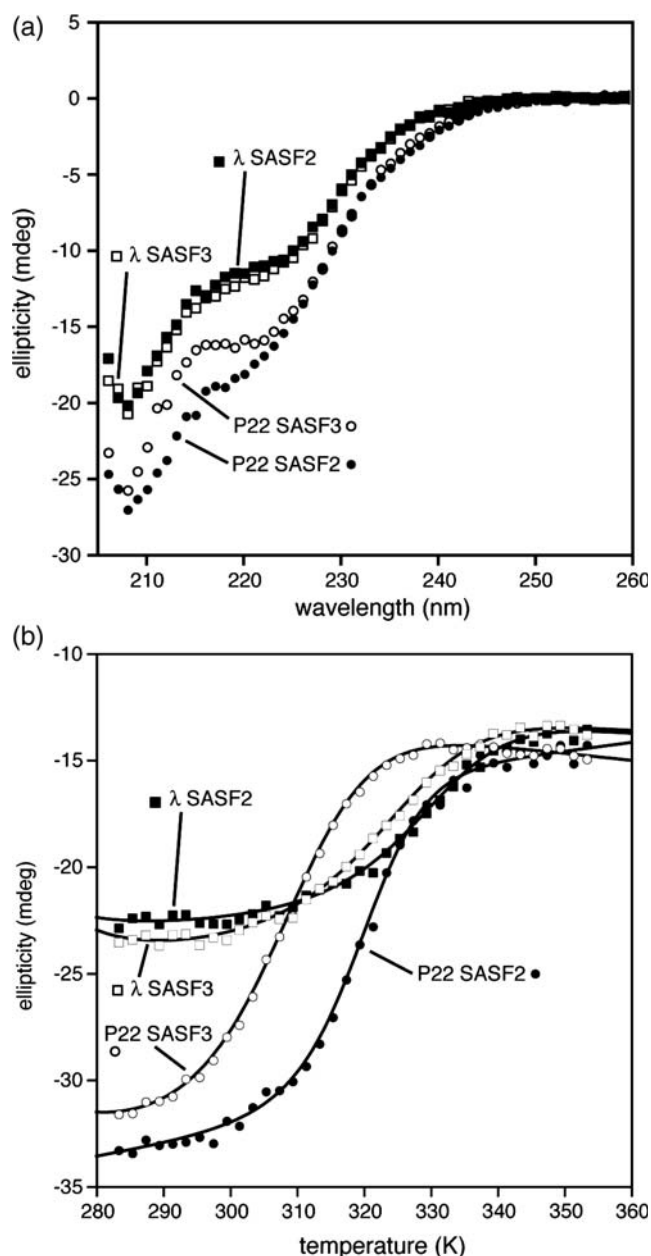 (a)
5
0
-5
-10
-15
-20
-25
-30
ellipticity (mdeg)
λ SASF2
λ SASF3
P22 SASF3
P22 SASF2
210 220 230 240 250 260
wavelength (nm)
(b)
-10
-15
-20
-25
-30
-35
ellipticity (mdeg)
λ SASF2
λ SASF3
P22 SASF3
P22 SASF2
280 290 300 310 320 330 340 350 360
temperature (K)